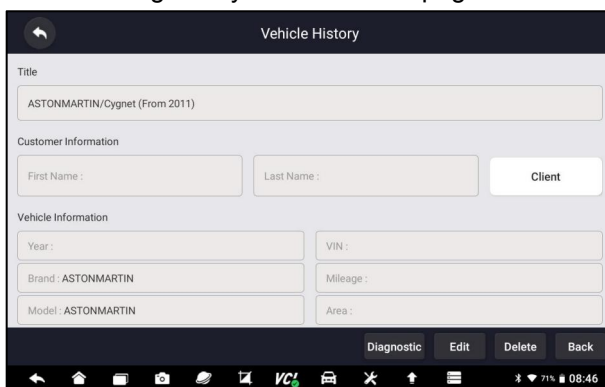 Vehicle History
Title
ASTONMARTIN/Cygnet (From 2011)
Customer Information
First Name :
Last Name :
Client
Vehicle Information
Year :
VIN :
Brand : ASTONMARTIN
Mileage :
Model : ASTONMARTIN
Area :
Diagnostic Edit Delete Back
VCI 71% 08:46